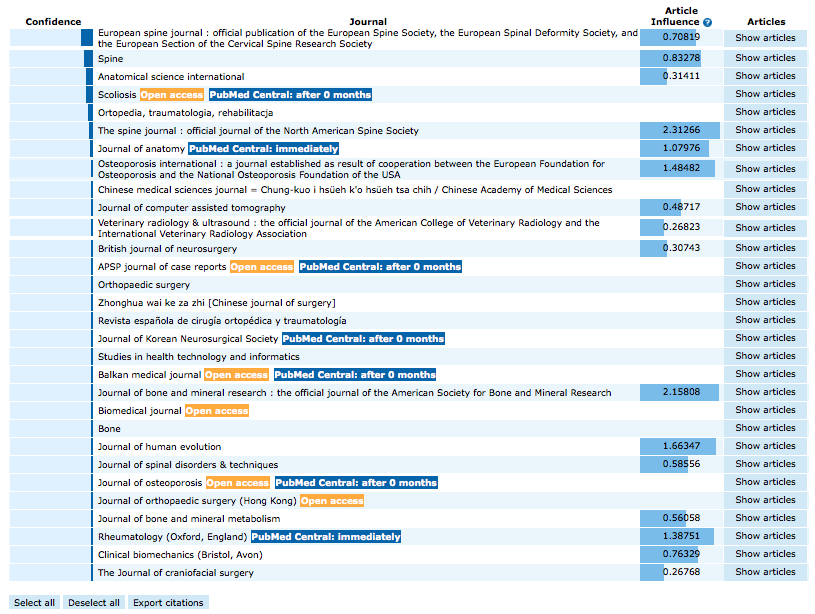 Confidence Journal Article Influence ? Articles
European spine journal : official publication of the European Spine Society, the European Spinal Deformity Society, and
the European Section of the Cervical Spine Research Society 0.70819 Show articles
Spine 0.83278 Show articles
Anatomical science international 0.31411 Show articles
Scoliosis Open access PubMed Central: after 0 months Show articles
Ortopedia, traumatologia, rehabilitacja Show articles
The spine journal : official journal of the North American Spine Society 2.31266 Show articles
Journal of anatomy PubMed Central: immediately 1.07976 Show articles
Osteoporosis international : a journal established as result of cooperation between the European Foundation for
Osteoporosis and the National Osteoporosis Foundation of the USA 1.48482 Show articles
Chinese medical sciences journal = Chung-kuo i hsüeh k'o hsüeh tsa chih / Chinese Academy of Medical Sciences Show articles
Journal of computer assisted tomography 0.48717 Show articles
Veterinary radiology & ultrasound : the official journal of the American College of Veterinary Radiology and the
International Veterinary Radiology Association 0.26823 Show articles
British journal of neurosurgery 0.30743 Show articles
APSP journal of case reports Open access PubMed Central: after 0 months Show articles
Orthopaedic surgery Show articles
Zhonghua wai ke za zhi [Chinese journal of surgery] Show articles
Revista española de cirugía ortopédica y traumatología Show articles
Journal of Korean Neurosurgical Society PubMed Central: after 0 months Show articles
Studies in health technology and informatics Show articles
Balkan medical journal Open access PubMed Central: after 0 months Show articles
Journal of bone and mineral research : the official journal of the American Society for Bone and Mineral Research 2.15808 Show articles
Biomedical journal Open access Show articles
Bone Show articles
Journal of human evolution 1.66347 Show articles
Journal of spinal disorders & techniques 0.58556 Show articles
Journal of osteoporosis Open access PubMed Central: after 0 months Show articles
Journal of orthopaedic surgery (Hong Kong) Open access Show articles
Journal of bone and mineral metabolism 0.56058 Show articles
Rheumatology (Oxford, England) PubMed Central: immediately 1.38751 Show articles
Clinical biomechanics (Bristol, Avon) 0.76329 Show articles
The Journal of craniofacial surgery 0.26768 Show articles
Select all Deselect all Export citations